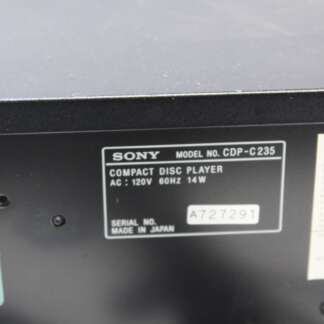 SONY MODEL NO. CDP-C235
COMPACT DISC PLAYER
AC: 120V 60Hz 14W
SERIAL NO. A727291
MADE IN JAPAN